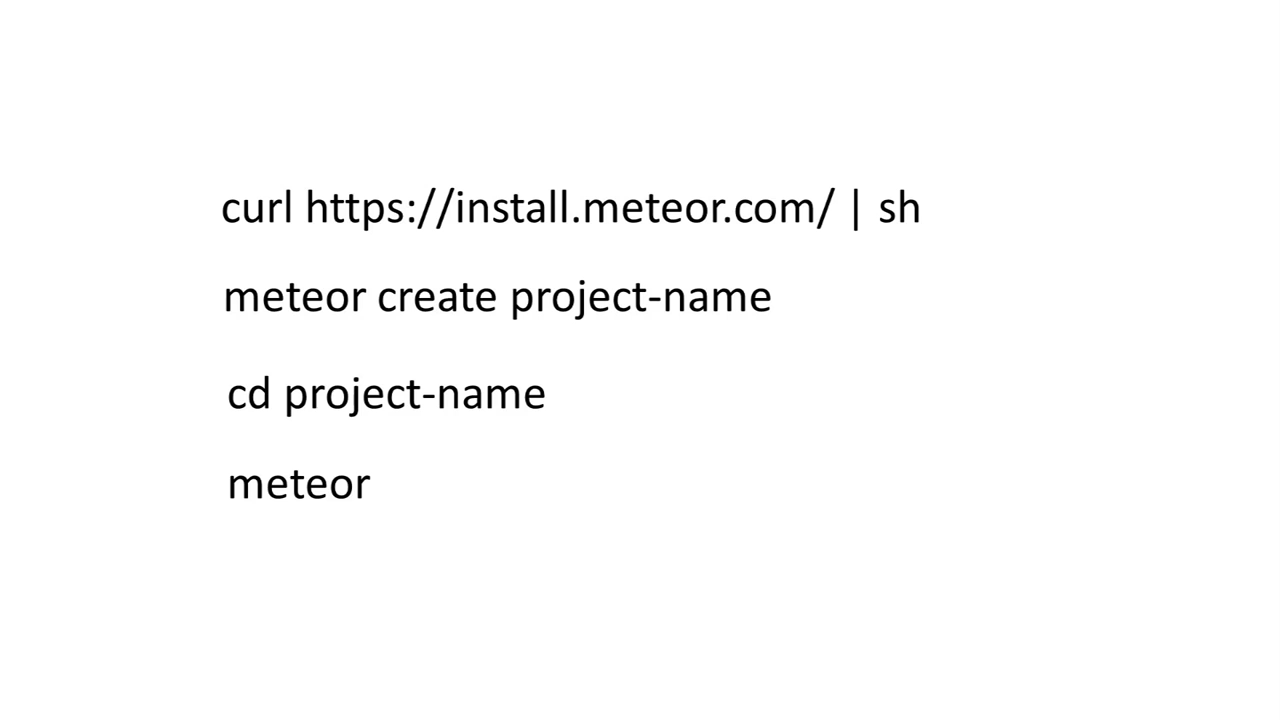 curl https://install.meteor.com/ | sh
meteor create project-name
cd project-name
meteor